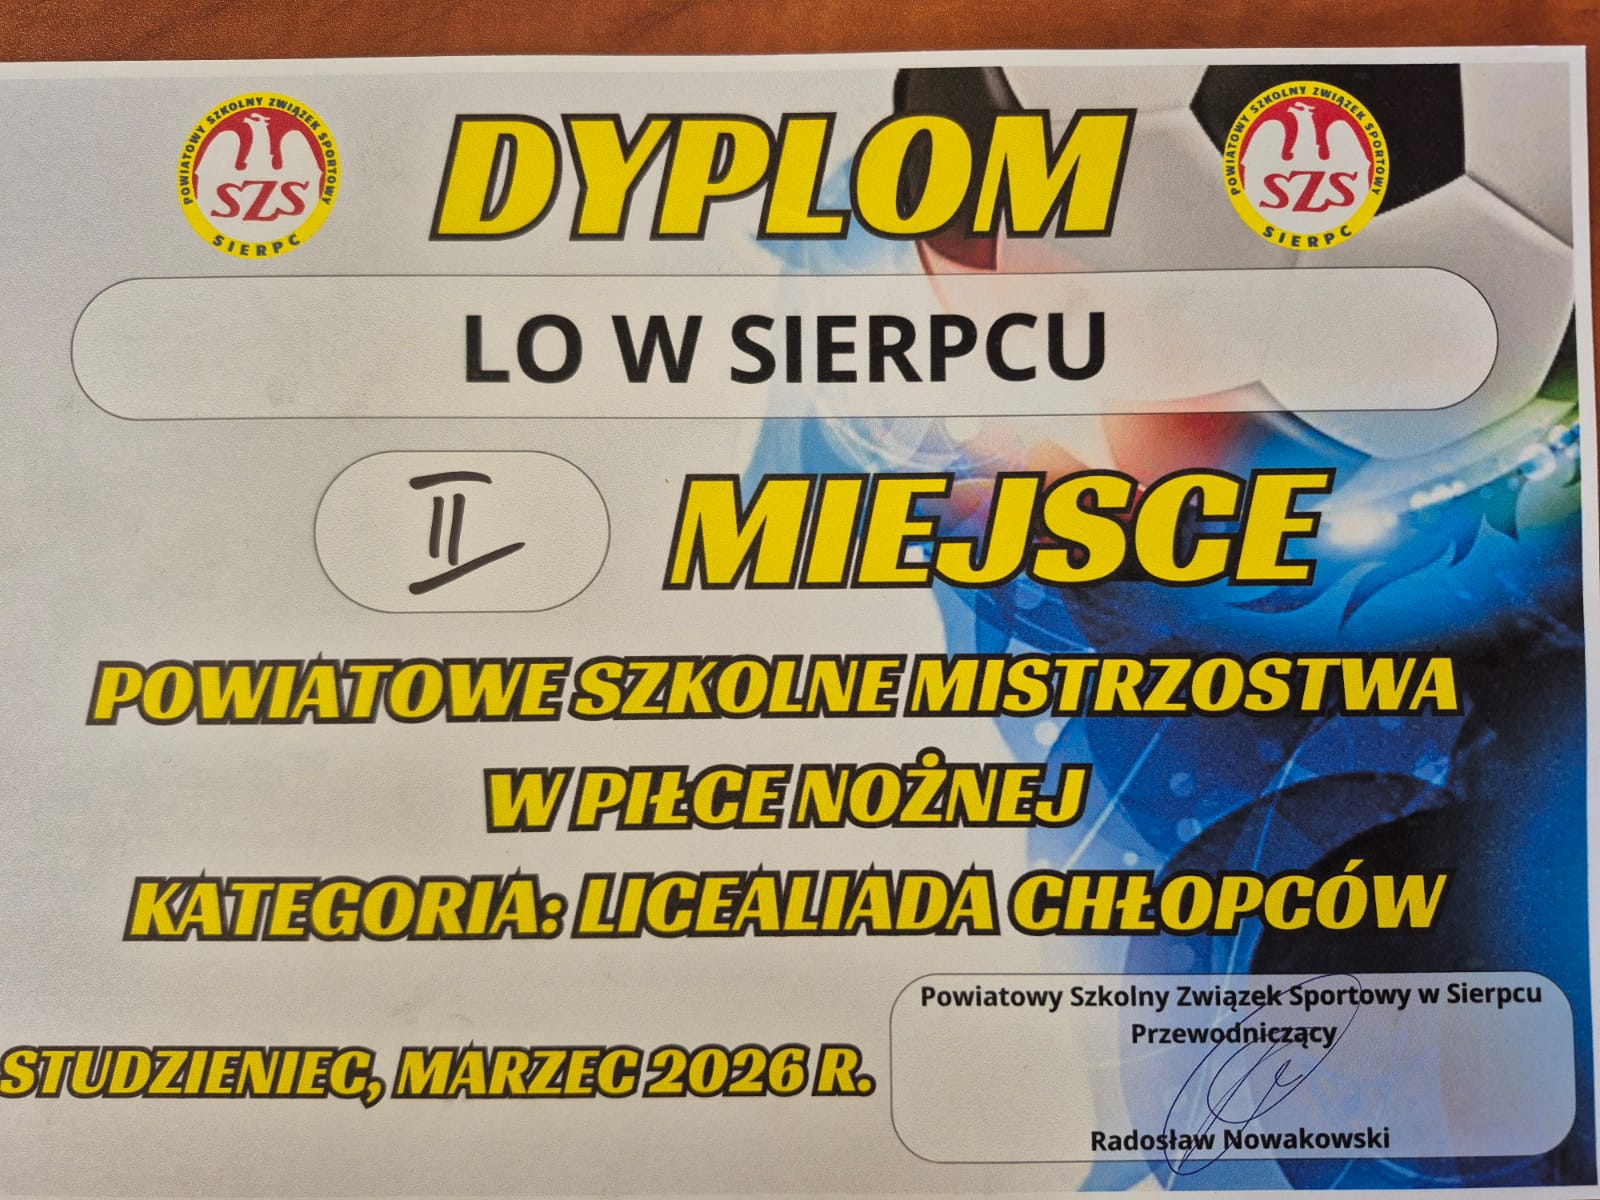 POWIATOWY SZKOLNY ZWIĄZEK SPORTOWY
SZS
SIERPC
DYPLOM
POWIATOWY SZKOLNY ZWIĄZEK SPORTOWY
SZS
SIERPC
LO W SIERPCU
II MIEJSCE
POWIATOWE SZKOLNE MISTRZOSTWA
W PIŁCE NOŻNEJ
KATEGORIA: LICEALIADA CHŁOPCÓW
STUDZIENIEC, MARZEC 2026 R.
Powiatowy Szkolny Związek Sportowy w Sierpcu
Przewodniczący
Radosław Nowakowski